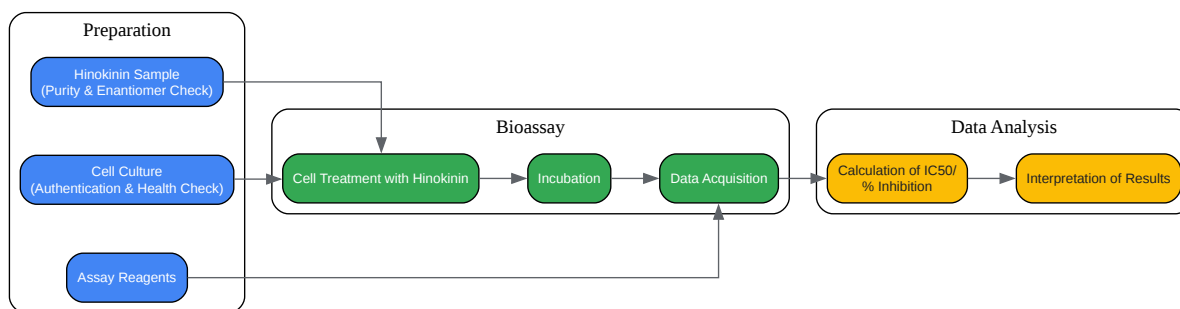 Preparation
Hinokinin Sample
(Purity & Enantiomer Check)
Cell Culture
(Authentication & Health Check)
Assay Reagents
Bioassay
Cell Treatment with Hinokinin
Incubation
Data Acquisition
Data Analysis
Calculation of IC50/
% Inhibition
Interpretation of Results